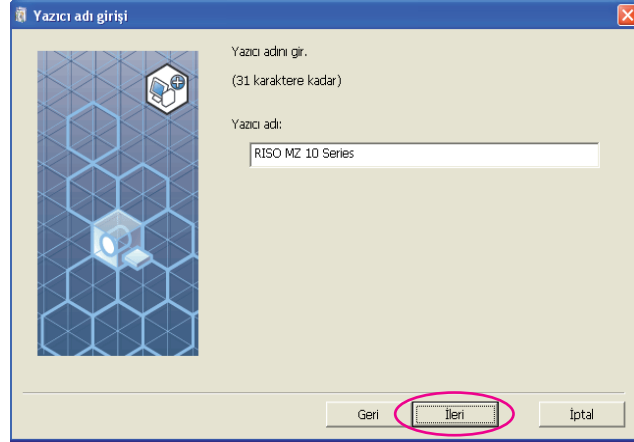 Yazıcı adı girişi
Yazıcı adını gir.
(31 karaktere kadar)
Yazıcı adı:
RISO MZ 10 Series
Geri
İleri
İptal